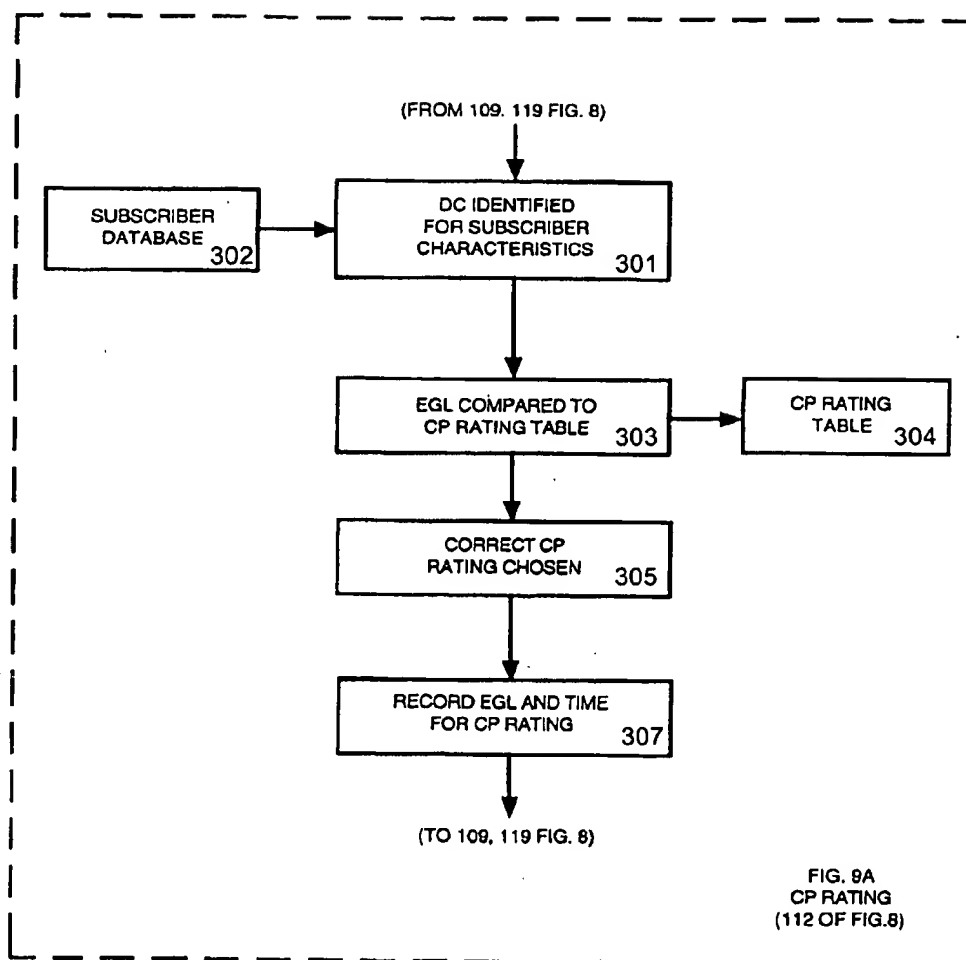 (FROM 109. 119 FIG. 8)
SUBSCRIBER
DATABASE
302
DC IDENTIFIED
FOR SUBSCRIBER
CHARACTERISTICS
301
EGL COMPARED TO
CP RATING TABLE
303
CP RATING
TABLE
304
CORRECT CP
RATING CHOSEN
305
RECORD EGL AND TIME
FOR CP RATING
307
(TO 109, 119 FIG. 8)
FIG. 9A
CP RATING
(112 OF FIG.8)